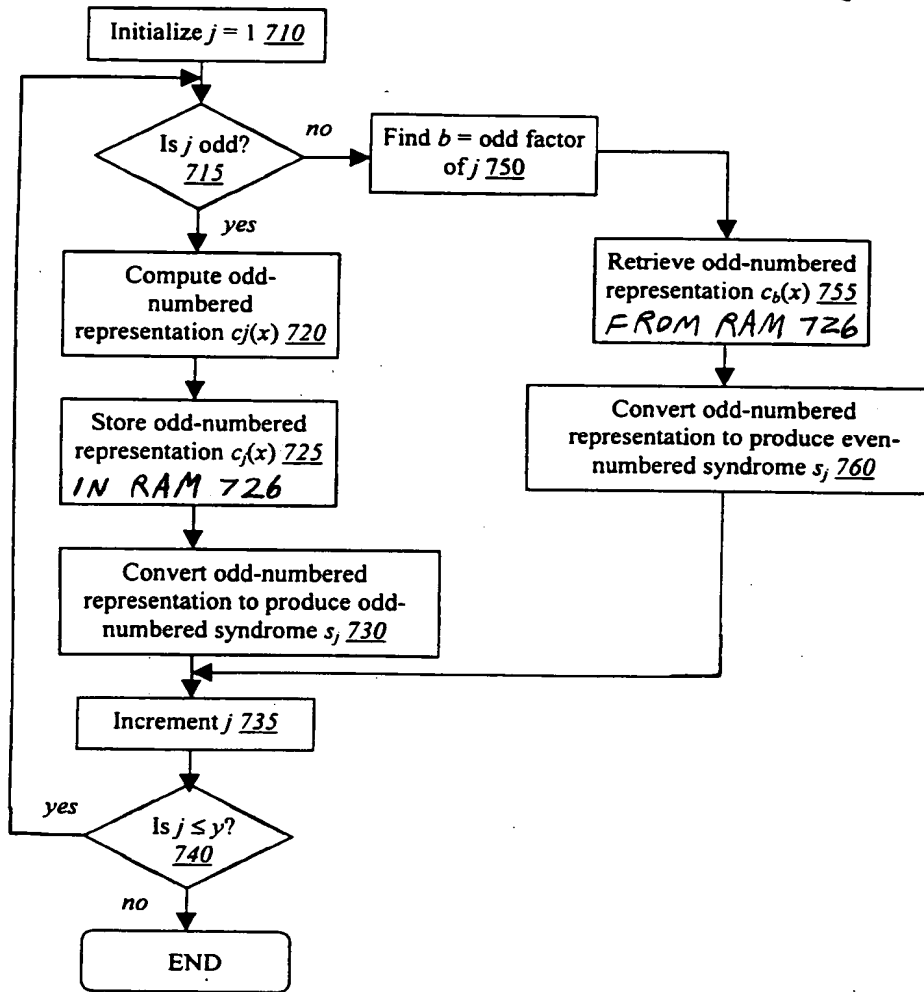 Initialize j = 1 710
Is j odd?
715
no
yes
Find b = odd factor
of j 750
Compute odd-
numbered
representation cj(x) 720
Retrieve odd-numbered
representation cb(x) 755
FROM RAM 726
Store odd-numbered
representation cj(x) 725
IN RAM 726
Convert odd-numbered
representation to produce even-
numbered syndrome sj 760
Convert odd-numbered
representation to produce odd-
numbered syndrome sj 730
Increment j 735
yes
Is j ≤ y?
740
no
END